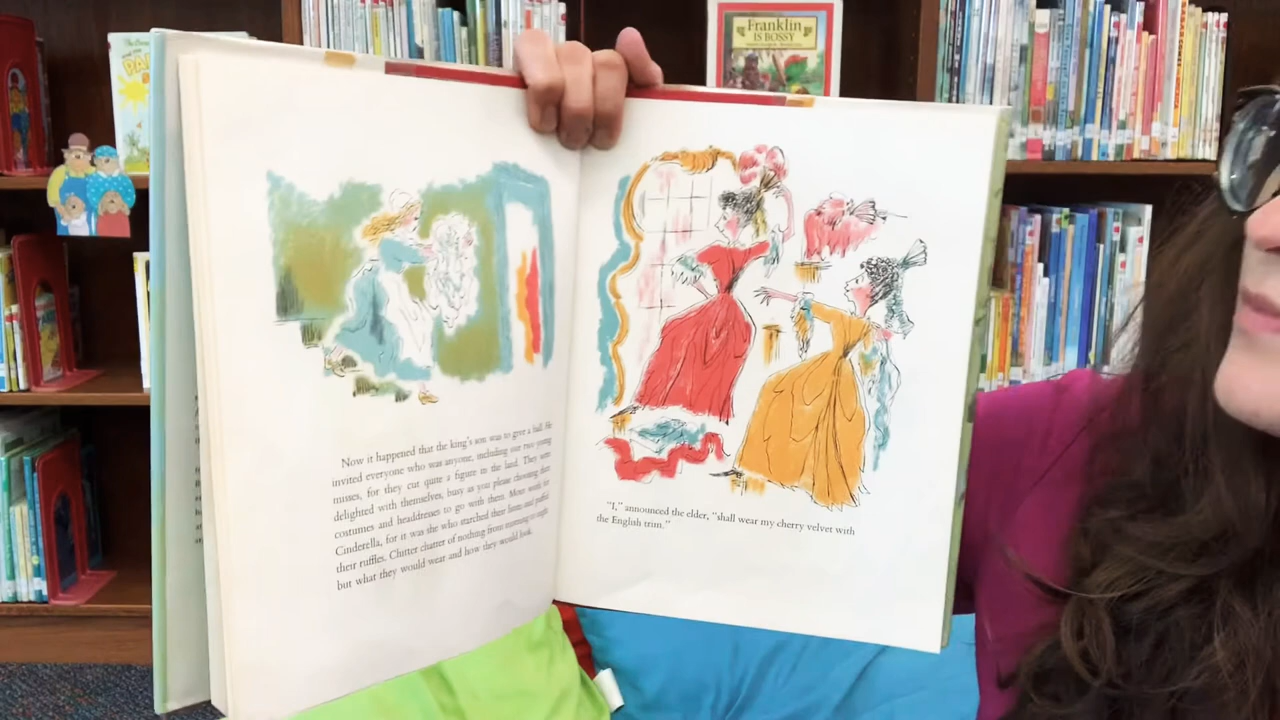 Franklin
IS BOSSY
Now it happened that the king's son was to give a ball. He
invited everyone who was anyone, including our two young
misses, for they cut quite a figure in the land. They were
delighted with themselves, busy as you please choosing their
costumes and headdresses to go with them. More work for
Cinderella, for it was she who starched their linens and puffed
their ruffles. Chitter chatter of nothing from morning to night
but what they would wear and how they would look.
"I," announced the elder, "shall wear my cherry velvet with
the English trim."